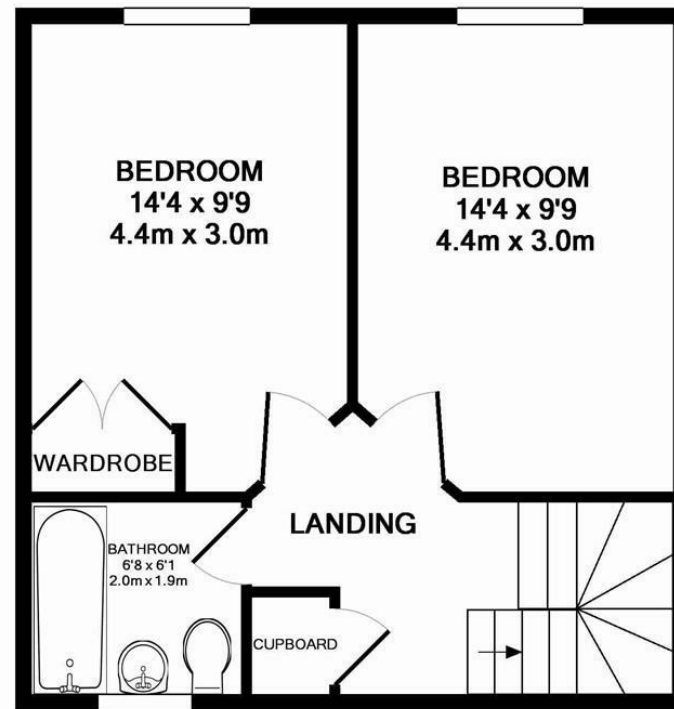 BEDROOM
14'4 x 9'9
4.4m x 3.0m
BEDROOM
14'4 x 9'9
4.4m x 3.0m
WARDROBE
LANDING
BATHROOM
6'8 x 6'1
2.0m x 1.9m
CUPBOARD